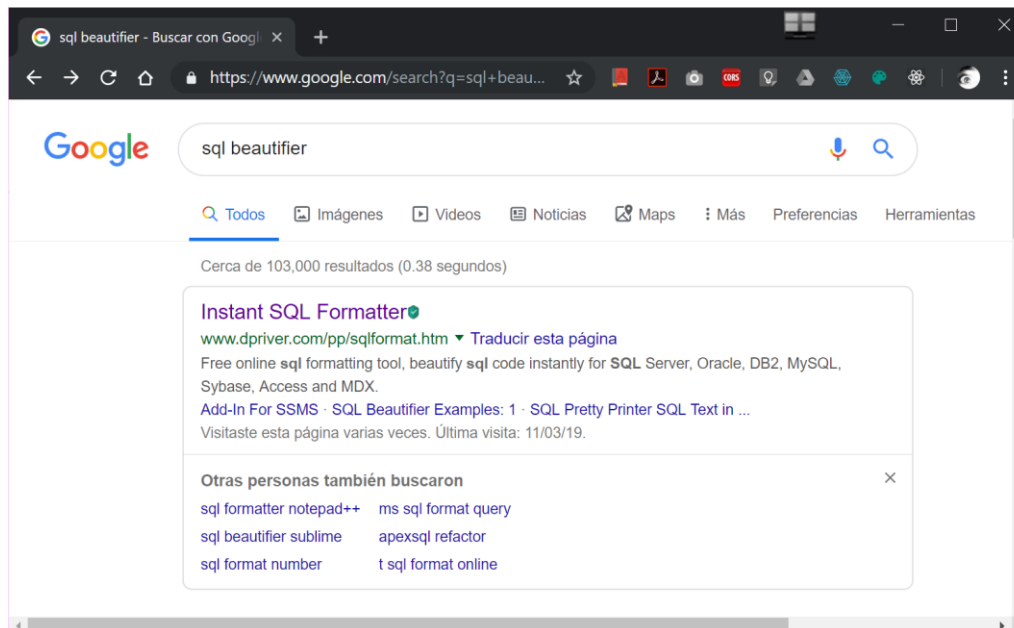 sql beautifier - Buscar con Googl
https://www.google.com/search?q=sql+beau...
CORS
Google
sql beautifier
Todos Imágenes Videos Noticias Maps Más Preferencias Herramientas
Cerca de 103,000 resultados (0.38 segundos)
Instant SQL Formatter
www.dpriver.com/pp/sqlformat.htm Traducir esta página
Free online sql formatting tool, beautify sql code instantly for SQL Server, Oracle, DB2, MySQL,
Sybase, Access and MDX.
Add-In For SSMS · SQL Beautifier Examples: 1 · SQL Pretty Printer SQL Text in ...
Visitaste esta página varias veces. Última visita: 11/03/19.
Otras personas también buscaron
sql formatter notepad++ ms sql format query
sql beautifier sublime apexsql refactor
sql format number t sql format online